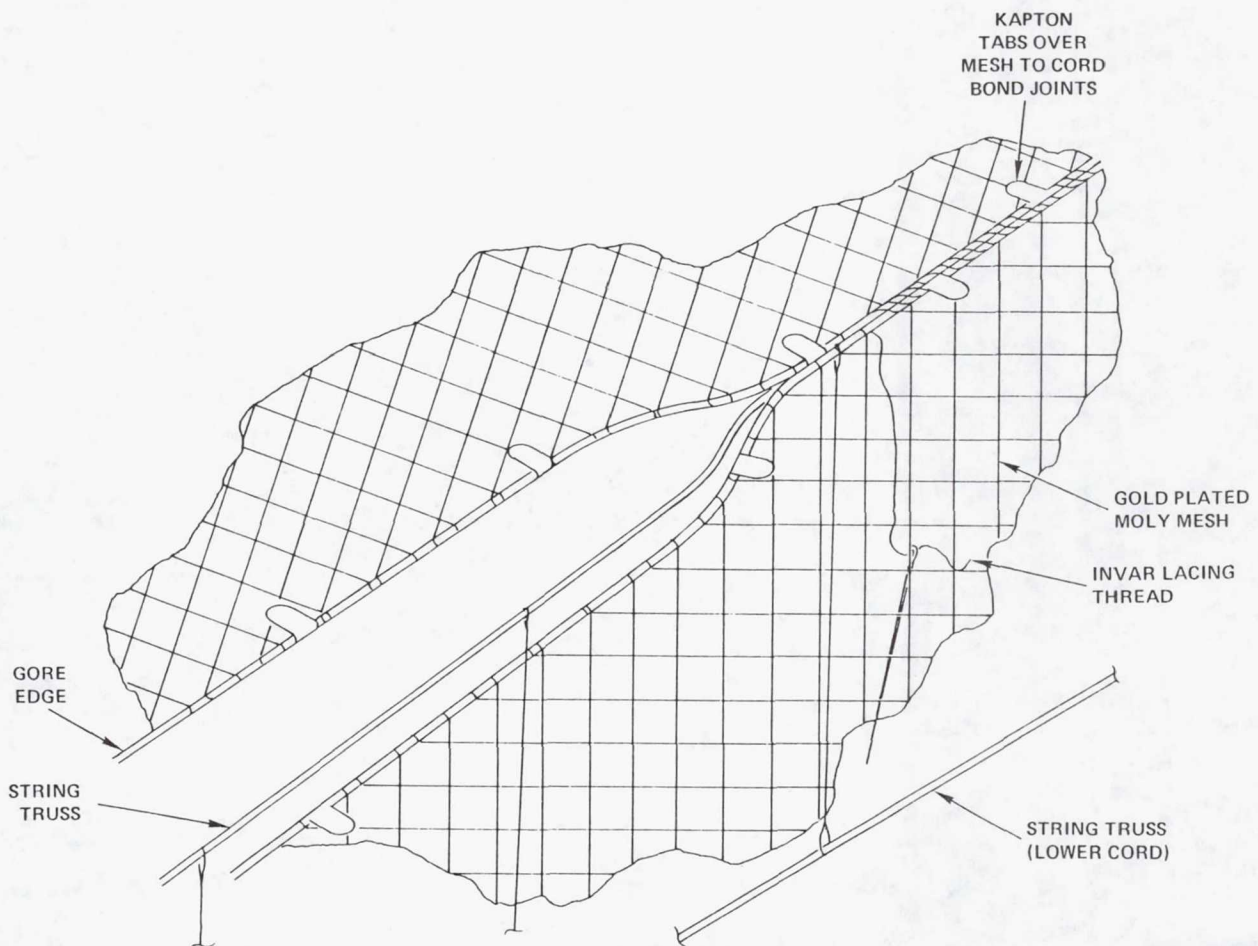 KAPTON
TABS OVER
MESH TO CORD
BOND JOINTS
GOLD PLATED
MOLY MESH
INVAR LACING
THREAD
GORE
EDGE
STRING
TRUSS
STRING TRUSS
(LOWER CORD)